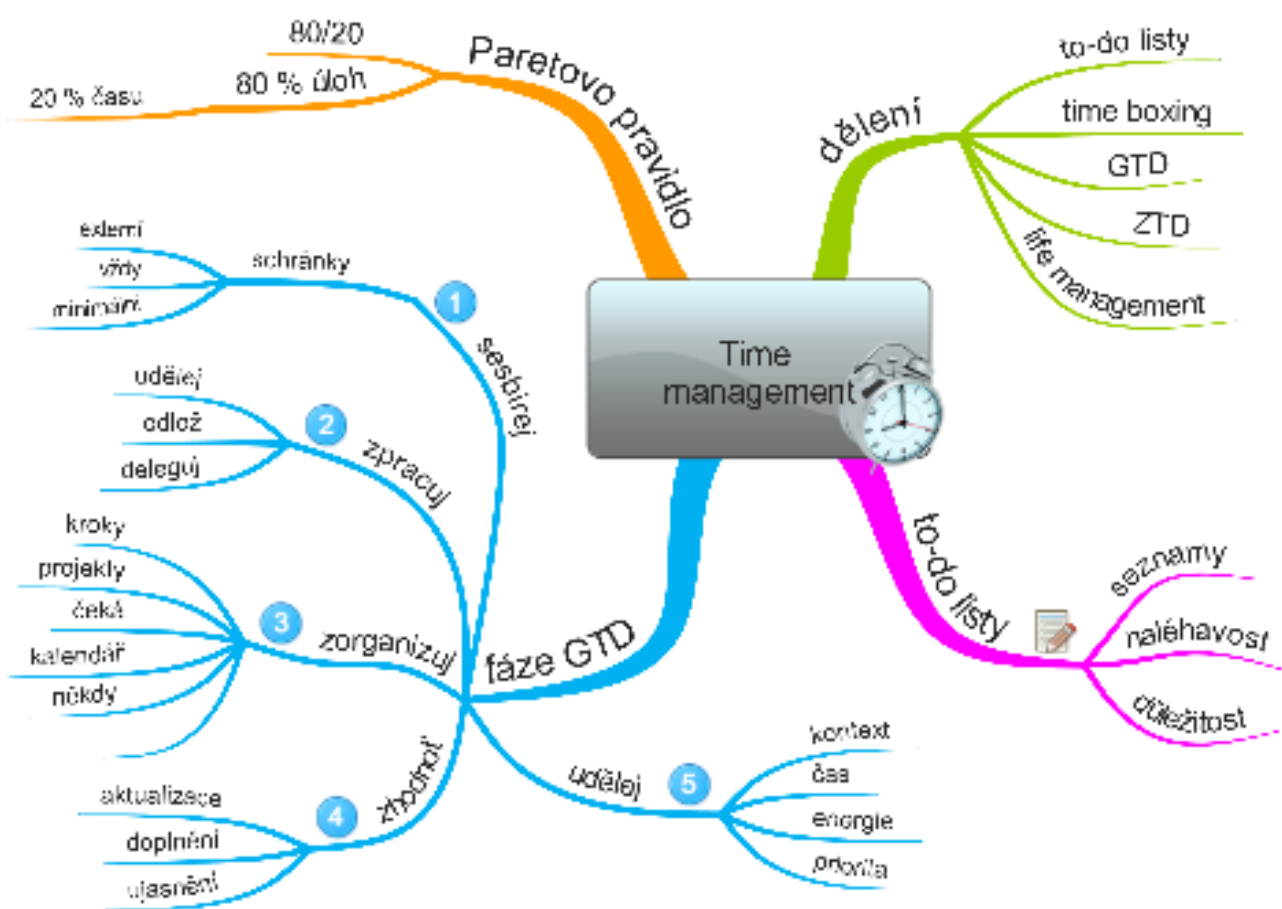 Time
management
Paretovo pravidlo
80/20
80 % úloh
20 % času
dělení
to-do listy
time boxing
GTD
ZTD
life management
to-do listy
seznamy
naléhavost
důležitost
fáze GTD
1
sesbírej
schránky
externí
vždy
2
zpracuj
udělej
odlož
deleguj
3
zorganizuj
kroky
projekty
čeká
kalendář
někdy
4
zhodnoť
aktualizace
doplnění
ujasnění
5
udělej
kontext
čas
energie
priorita